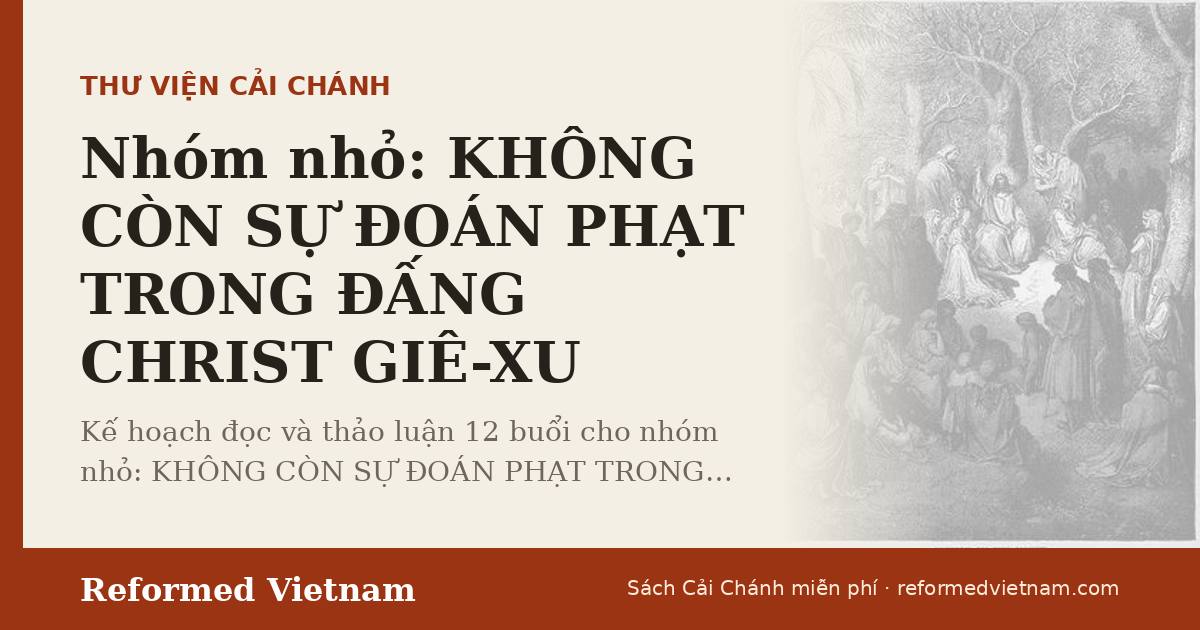 THƯ VIỆN CẢI CHÁNH
Nhóm nhỏ: KHÔNG
CÒN SỰ ĐOÁN PHẠT
TRONG ĐẤNG
CHRIST GIÊ-XU
Kế hoạch đọc và thảo luận 12 buổi cho nhóm
nhỏ: KHÔNG CÒN SỰ ĐOÁN PHẠT TRONG...
Reformed Vietnam
Sách Cải Chánh miễn phí · reformedvietnam.com